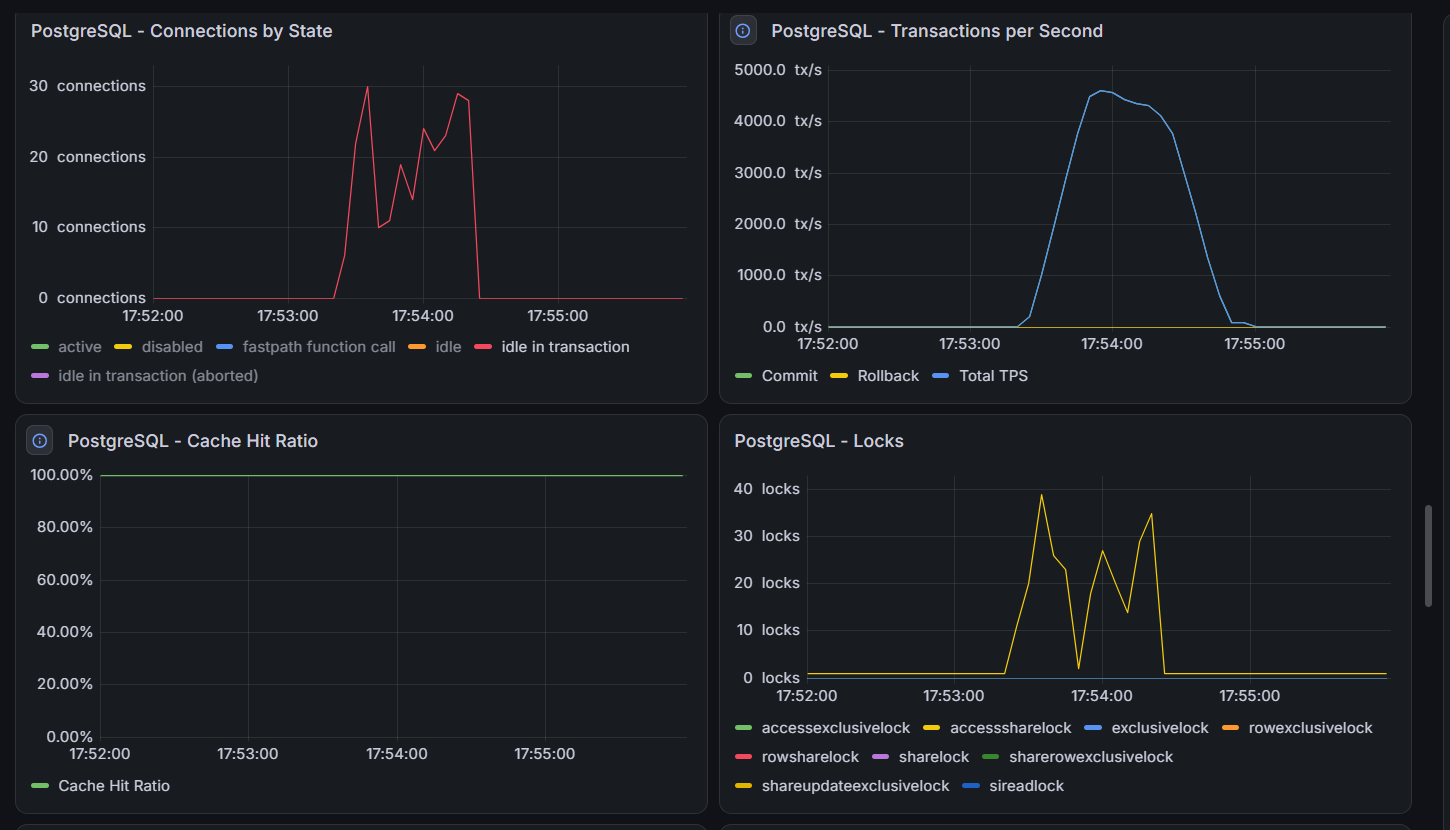 PostgreSQL - Connections by State
30 connections
20 connections
10 connections
0 connections
17:52:00 17:53:00 17:54:00 17:55:00
active disabled fastpath function call idle idle in transaction
idle in transaction (aborted)
PostgreSQL - Transactions per Second
5000.0 tx/s
4000.0 tx/s
3000.0 tx/s
2000.0 tx/s
1000.0 tx/s
0.0 tx/s
17:52:00 17:53:00 17:54:00 17:55:00
Commit Rollback Total TPS
PostgreSQL - Cache Hit Ratio
100.00%
80.00%
60.00%
40.00%
20.00%
0.00%
17:52:00 17:53:00 17:54:00 17:55:00
Cache Hit Ratio
PostgreSQL - Locks
40 locks
30 locks
20 locks
10 locks
0 locks
17:52:00 17:53:00 17:54:00 17:55:00
accessexclusivelock accesssharelock exclusivelock rowexclusivelock
rowsharelock sharelock sharerowexclusivelock
shareupdateexclusivelock sireadlock